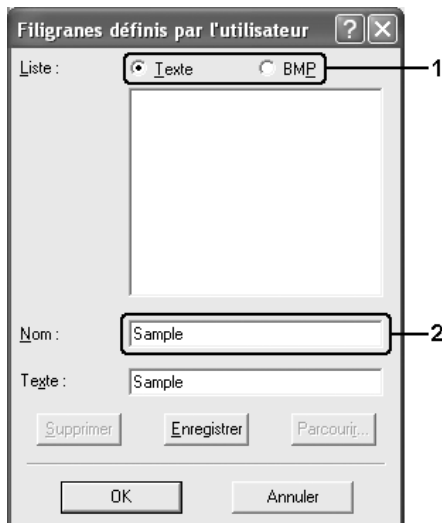 Filigranes définis par l'utilisateur
Liste : Texte BMP 1
Nom : Sample 2
Texte : Sample
Supprimer Enregistrer Parcourir...
OK Annuler